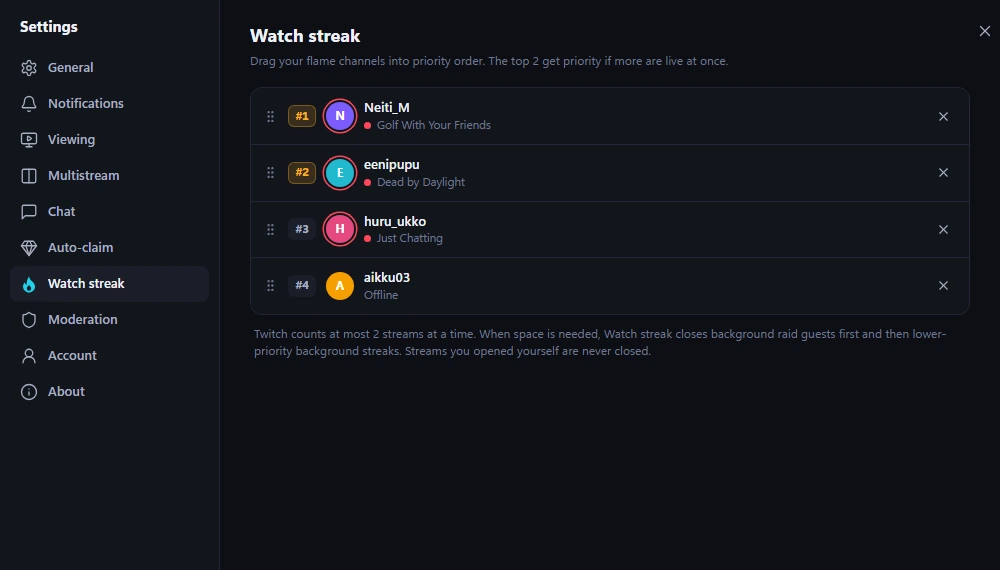 Settings
General
Notifications
Viewing
Multistream
Chat
Auto-claim
Watch streak
Moderation
Account
About
Watch streak
Drag your flame channels into priority order. The top 2 get priority if more are live at once.
#1
N
Neiti_M
Golf With Your Friends
#2
E
eenipupu
Dead by Daylight
#3
H
huru_ukko
Just Chatting
#4
A
aikku03
Offline
Twitch counts at most 2 streams at a time. When space is needed, Watch streak closes background raid guests first and then lower-
priority background streaks. Streams you opened yourself are never closed.